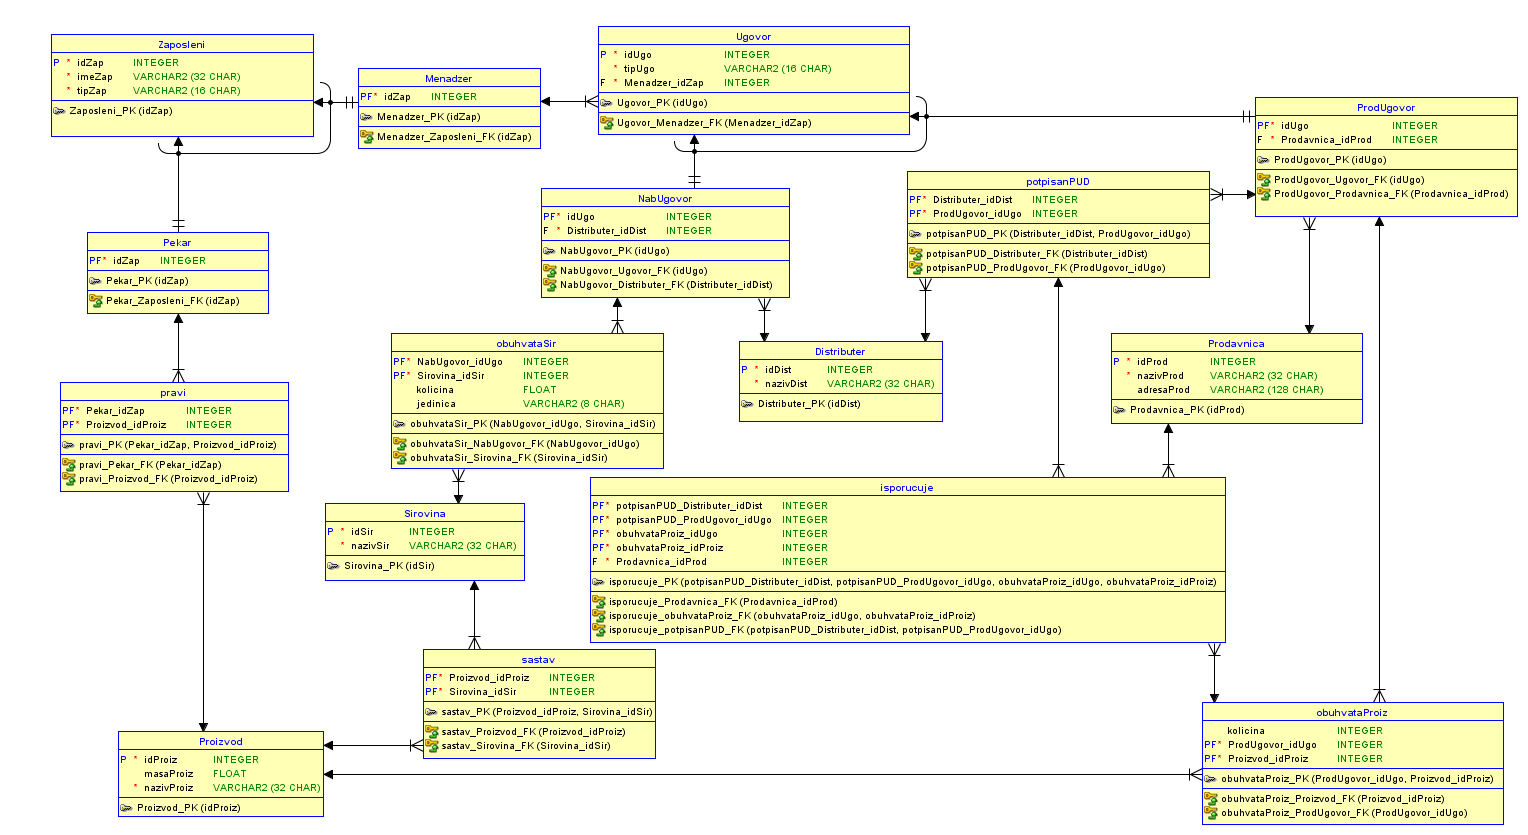 Zaposleni
P * idZap INTEGER
* imeZap VARCHAR2 (32 CHAR)
* tipZap VARCHAR2 (16 CHAR)
Zaposleni_PK (idZap)
Menadzer
PF* idZap INTEGER
Menadzer_PK (idZap)
Menadzer_Zaposleni_FK (idZap)
Ugovor
P * idUgo INTEGER
* tipUgo VARCHAR2 (16 CHAR)
F * Menadzer_idZap INTEGER
Ugovor_PK (idUgo)
Ugovor_Menadzer_FK (Menadzer_idZap)
ProdUgovor
PF* idUgo INTEGER
F * Prodavnica_idProd INTEGER
ProdUgovor_PK (idUgo)
ProdUgovor_Ugovor_FK (idUgo)
ProdUgovor_Prodavnica_FK (Prodavnica_idProd)
potpisanPUD
PF* Distributer_idDist INTEGER
PF* ProdUgovor_idUgo INTEGER
potpisanPUD_PK (Distributer_idDist, ProdUgovor_idUgo)
potpisanPUD_Distributer_FK (Distributer_idDist)
potpisanPUD_ProdUgovor_FK (ProdUgovor_idUgo)
NabUgovor
PF* idUgo INTEGER
F * Distributer_idDist INTEGER
NabUgovor_PK (idUgo)
NabUgovor_Ugovor_FK (idUgo)
NabUgovor_Distributer_FK (Distributer_idDist)
Pekar
PF* idZap INTEGER
Pekar_PK (idZap)
Pekar_Zaposleni_FK (idZap)
obuhvataSir
PF* NabUgovor_idUgo INTEGER
PF* Sirovina_idSir INTEGER
kolicina FLOAT
jedinica VARCHAR2 (8 CHAR)
obuhvataSir_PK (NabUgovor_idUgo, Sirovina_idSir)
obuhvataSir_NabUgovor_FK (NabUgovor_idUgo)
obuhvataSir_Sirovina_FK (Sirovina_idSir)
Distributer
P * idDist INTEGER
* nazivDist VARCHAR2 (32 CHAR)
Distributer_PK (idDist)
Prodavnica
P * idProd INTEGER
* nazivProd VARCHAR2 (32 CHAR)
adresaProd VARCHAR2 (128 CHAR)
Prodavnica_PK (idProd)
pravi
PF* Pekar_idZap INTEGER
PF* Proizvod_idProiz INTEGER
pravi_PK (Pekar_idZap, Proizvod_idProiz)
pravi_Pekar_FK (Pekar_idZap)
pravi_Proizvod_FK (Proizvod_idProiz)
Sirovina
P * idSir INTEGER
* nazivSir VARCHAR2 (32 CHAR)
Sirovina_PK (idSir)
isporucuje
PF* potpisanPUD_Distributer_idDist INTEGER
PF* potpisanPUD_ProdUgovor_idUgo INTEGER
PF* obuhvataProiz_idUgo INTEGER
PF* obuhvataProiz_idProiz INTEGER
F * Prodavnica_idProd INTEGER
isporucuje_PK (potpisanPUD_Distributer_idDist, potpisanPUD_ProdUgovor_idUgo, obuhvataProiz_idUgo, obuhvataProiz_idProiz)
isporucuje_Prodavnica_FK (Prodavnica_idProd)
isporucuje_obuhvataProiz_FK (obuhvataProiz_idUgo, obuhvataProiz_idProiz)
isporucuje_potpisanPUD_FK (potpisanPUD_Distributer_idDist, potpisanPUD_ProdUgovor_idUgo)
sastav
PF* Proizvod_idProiz INTEGER
PF* Sirovina_idSir INTEGER
sastav_PK (Proizvod_idProiz, Sirovina_idSir)
sastav_Proizvod_FK (Proizvod_idProiz)
sastav_Sirovina_FK (Sirovina_idSir)
Proizvod
P * idProiz INTEGER
masaProiz FLOAT
* nazivProiz VARCHAR2 (32 CHAR)
Proizvod_PK (idProiz)
obuhvataProiz
kolicina INTEGER
PF* ProdUgovor_idUgo INTEGER
PF* Proizvod_idProiz INTEGER
obuhvataProiz_PK (ProdUgovor_idUgo, Proizvod_idProiz)
obuhvataProiz_Proizvod_FK (Proizvod_idProiz)
obuhvataProiz_ProdUgovor_FK (ProdUgovor_idUgo)